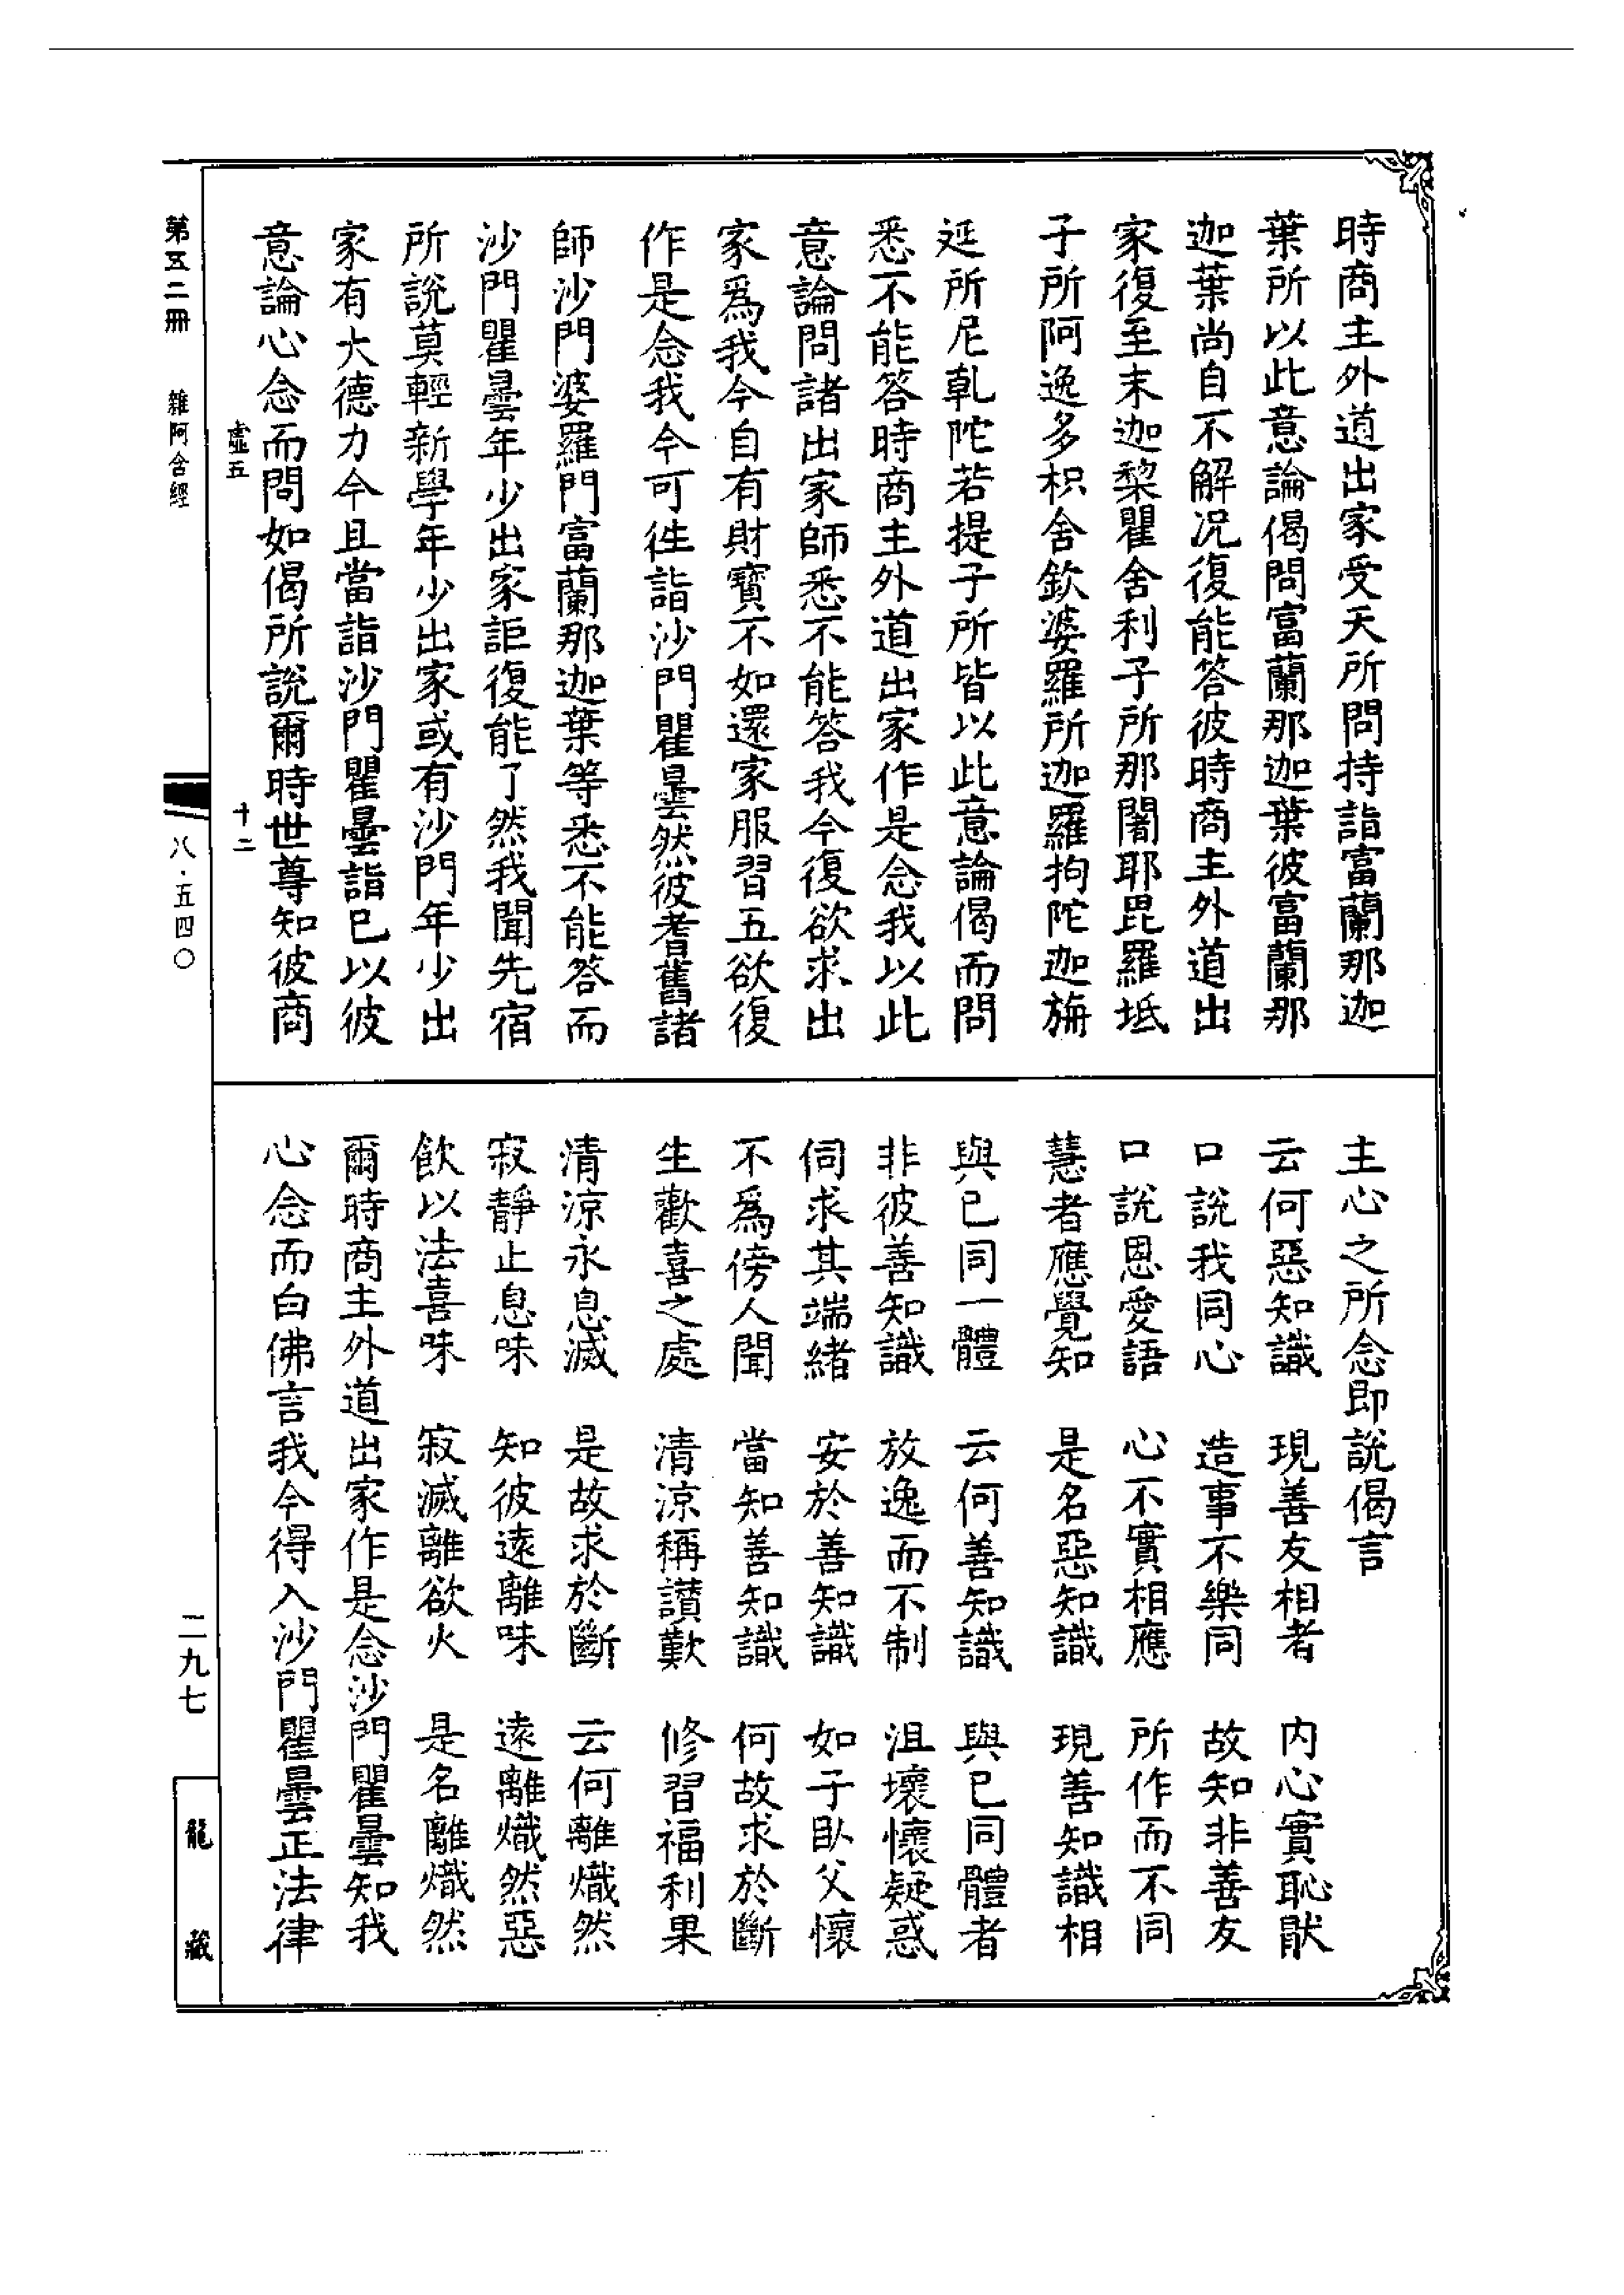 時商主外道出家受天所問持詣富蘭那迦
葉所以此意論偈問富蘭那迦葉彼富蘭那
迦葉尚自不解况復能答彼時商主外道出
家復至末迦犂瞿舍利子所那闍耶毘羅坻
子所阿逸多枳舍欽婆羅所迦羅拘陀迦旃
延所尼乹陀若提子所皆以此意論偈而問
悉不能答時商主外道出家作是念我以此
意論問諸出家師悉不能答我今復欲求出
家爲我今自有財寳不如還家服習五欲復
作是念我今可徃詣沙門瞿曇然彼耆舊諸
師沙門婆羅門富蘭那迦葉等悉不能答而
沙門瞿曇年少出家詎復能了然我聞先宿
所說莫輕新學年少出家或有沙門年少出
家有大德力今且當詣沙門瞿曇詣已以彼
意論心念而問如偈所說爾時世尊知彼商
主心之所念即說偈言
云何惡知識　現善友相者　内心實恥猒
口說我同心　造事不樂同　故知非善友
口說恩愛語　心不實相應　所作而不同
慧者應覺知　是名惡知識　現善知識相
與已同一體　云何善知識　與已同體者
非彼善知識　放逸而不制　沮壞懷疑惑
伺求其端緒　安於善知識　如子臥父懷
不爲傍人間　當知善知識　何故求於斷
生歡喜之處　清涼稱讃歎　修習福利果
清涼永息滅　是故求於斷　云何離熾然
寂靜止息味　知彼遠離味　遠離熾然惡
飲以法喜味　寂滅離欲火　是名離熾然
爾時商主外道出家作是念沙門瞿曇知我
心念而白佛言我今得入沙門瞿曇正法律
第五二冊　雜阿含經
虛五
十二
八·五四〇
二九七
龍藏